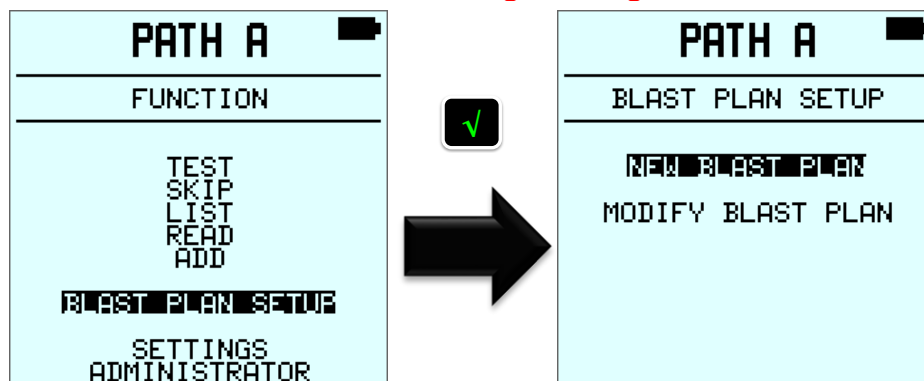 PATH A
FUNCTION
TEST
SKIP
LIST
READ
ADD
BLAST PLAN SETUP
SETTINGS
ADMINISTRATOR
√
PATH A
BLAST PLAN SETUP
NEW BLAST PLAN
MODIFY BLAST PLAN